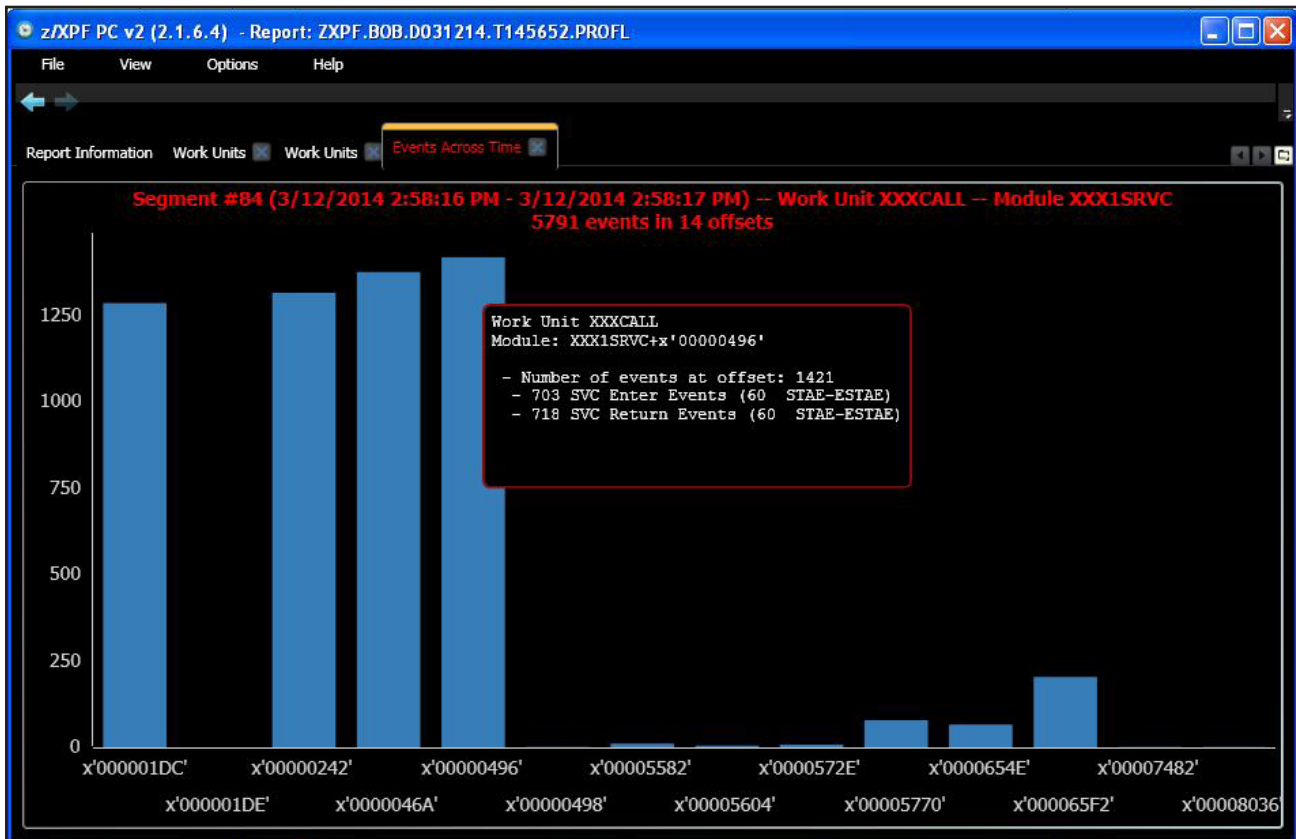 z/XPF PC v2 (2.1.6.4) - Report: ZXPF.BOB.D031214.T145652.PROFL
File View Options Help
Report Information Work Units Work Units Events Across Time
Segment #84 (3/12/2014 2:58:16 PM - 3/12/2014 2:58:17 PM) -- Work Unit XXXCALL -- Module XXX1SRVC
5791 events in 14 offsets
1250
1000
750
500
250
0
Work Unit XXXCALL
Module: XXX1SRVC+x'00000496'
- Number of events at offset: 1421
- 703 SVC Enter Events (60 STAE-ESTAE)
- 718 SVC Return Events (60 STAE-ESTAE)
x'000001DC' x'00000242' x'00000496' x'00005582' x'0000572E' x'0000654E' x'00007482'
x'000001DE' x'0000046A' x'00000498' x'00005604' x'00005770' x'000065F2' x'00008036'